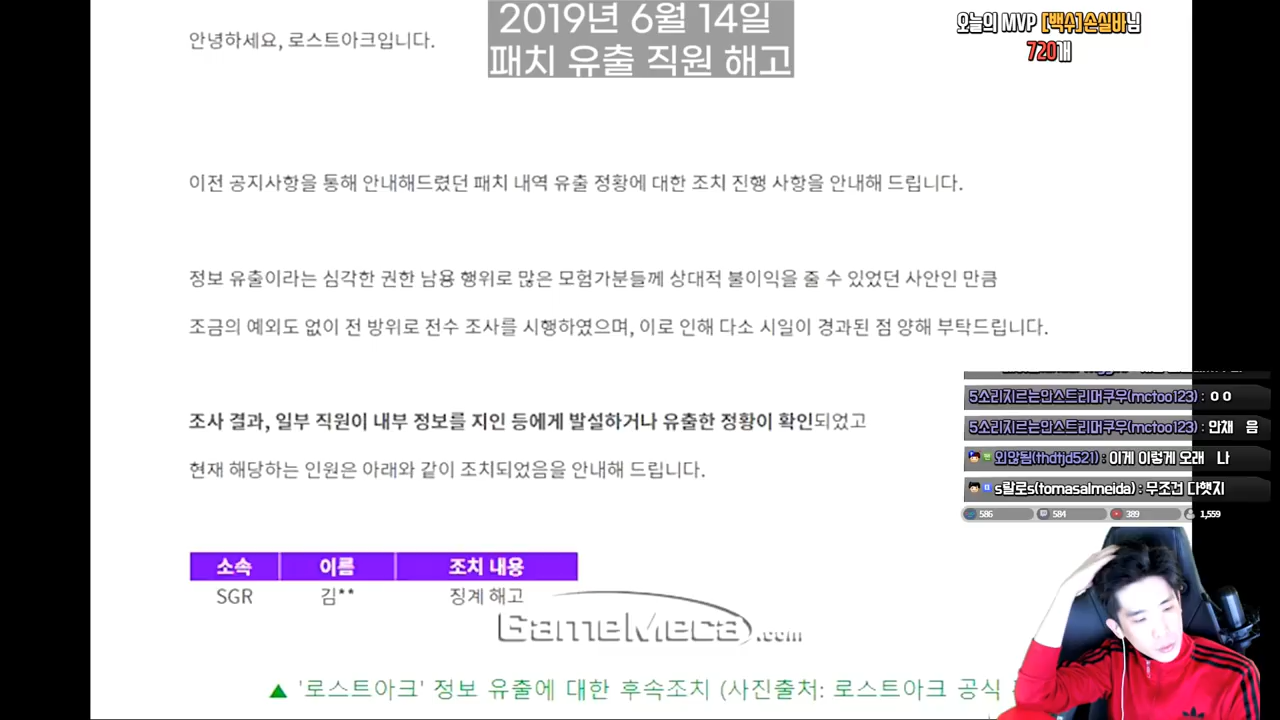 2019년 6월 14일
패치 유출 직원 해고
오늘의 MVP [백수]손실바님
720개
안녕하세요, 로스트아크입니다.
이전 공지사항을 통해 안내해드렸던 패치 내역 유출 정황에 대한 조치 진행 사항을 안내해 드립니다.
정보 유출이라는 심각한 권한 남용 행위로 많은 모험가분들께 상대적 불이익을 줄 수 있었던 사안인 만큼
조금의 예외도 없이 전 방위로 전수 조사를 시행하였으며, 이로 인해 다소 시일이 경과된 점 양해 부탁드립니다.
조사 결과, 일부 직원이 내부 정보를 지인 등에게 발설하거나 유출한 정황이 확인되었고
현재 해당하는 인원은 아래와 같이 조치되었음을 안내해 드립니다.
소속 이름 조치 내용
SGR 김** 징계 해고
GameMeca.com
▲ '로스트아크' 정보 유출에 대한 후속조치 (사진출처: 로스트아크 공식
5소리지르는안스트리머쿠우(mctoo123) : ㅇㅇ
5소리지르는안스트리머쿠우(mctoo123) : 안채 음
외않됨(thdtjd521) : 이게 이렇게 오래 나
s랄로s(tomasalmeida) : 무조건 다햇지
586 584 389 1,559